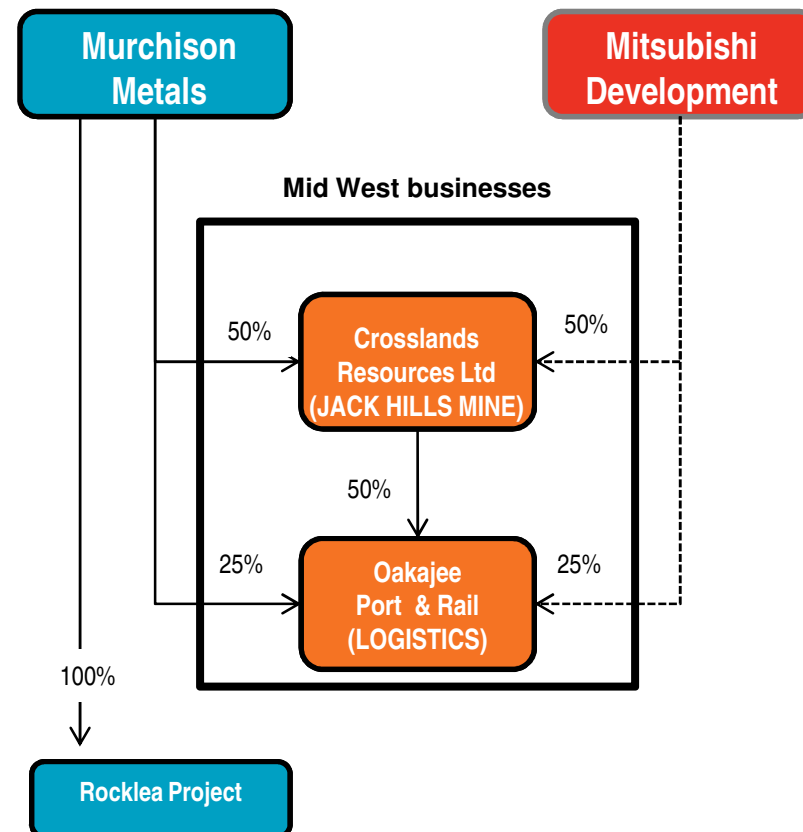 Murchison
Metals
Mitsubishi
Development
Mid West businesses
50%
Crosslands
Resources Ltd
(JACK HILLS MINE)
50%
50%
25%
Oakajee
Port & Rail
(LOGISTICS)
25%
100%
Rocklea Project